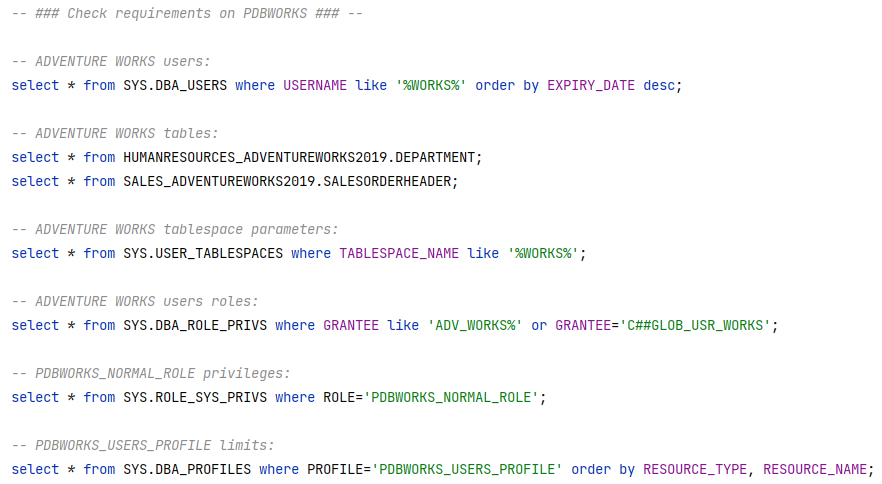 -- ### Check requirements on PDBWORKS ### --
-- ADVENTURE WORKS users:
select * from SYS.DBA_USERS where USERNAME like '%WORKS%' order by EXPIRY_DATE desc;
-- ADVENTURE WORKS tables:
select * from HUMANRESOURCES_ADVENTUREWORKS2019.DEPARTMENT;
select * from SALES_ADVENTUREWORKS2019.SALESORDERHEADER;
-- ADVENTURE WORKS tablespace parameters:
select * from SYS.USER_TABLESPACES where TABLESPACE_NAME like '%WORKS%';
-- ADVENTURE WORKS users roles:
select * from SYS.DBA_ROLE_PRIVS where GRANTEE like 'ADV_WORKS%' or GRANTEE='C##GLOB_USR_WORKS';
-- PDBWORKS_NORMAL_ROLE privileges:
select * from SYS.ROLE_SYS_PRIVS where ROLE='PDBWORKS_NORMAL_ROLE';
-- PDBWORKS_USERS_PROFILE limits:
select * from SYS.DBA_PROFILES where PROFILE='PDBWORKS_USERS_PROFILE' order by RESOURCE_TYPE, RESOURCE_NAME;